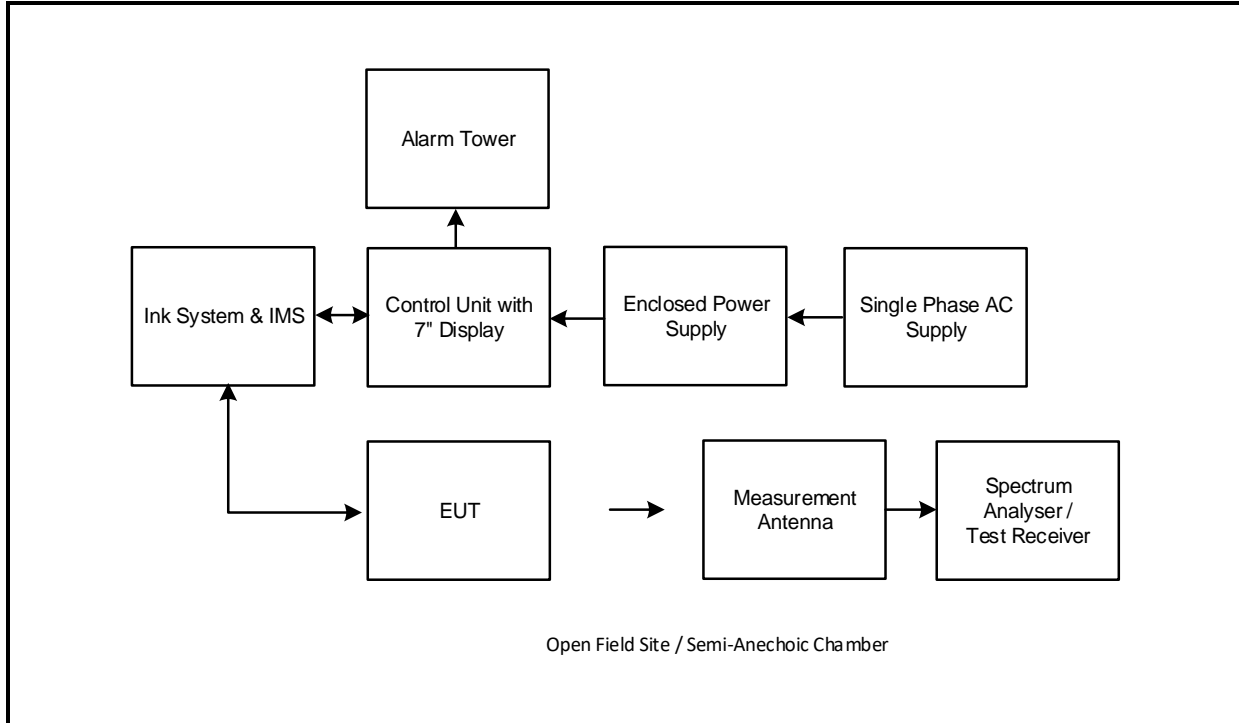 Alarm Tower
Ink System & IMS
Control Unit with
7" Display
Enclosed Power
Supply
Single Phase AC
Supply
EUT
Measurement
Antenna
Spectrum
Analyser /
Test Receiver
Open Field Site / Semi-Anechoic Chamber